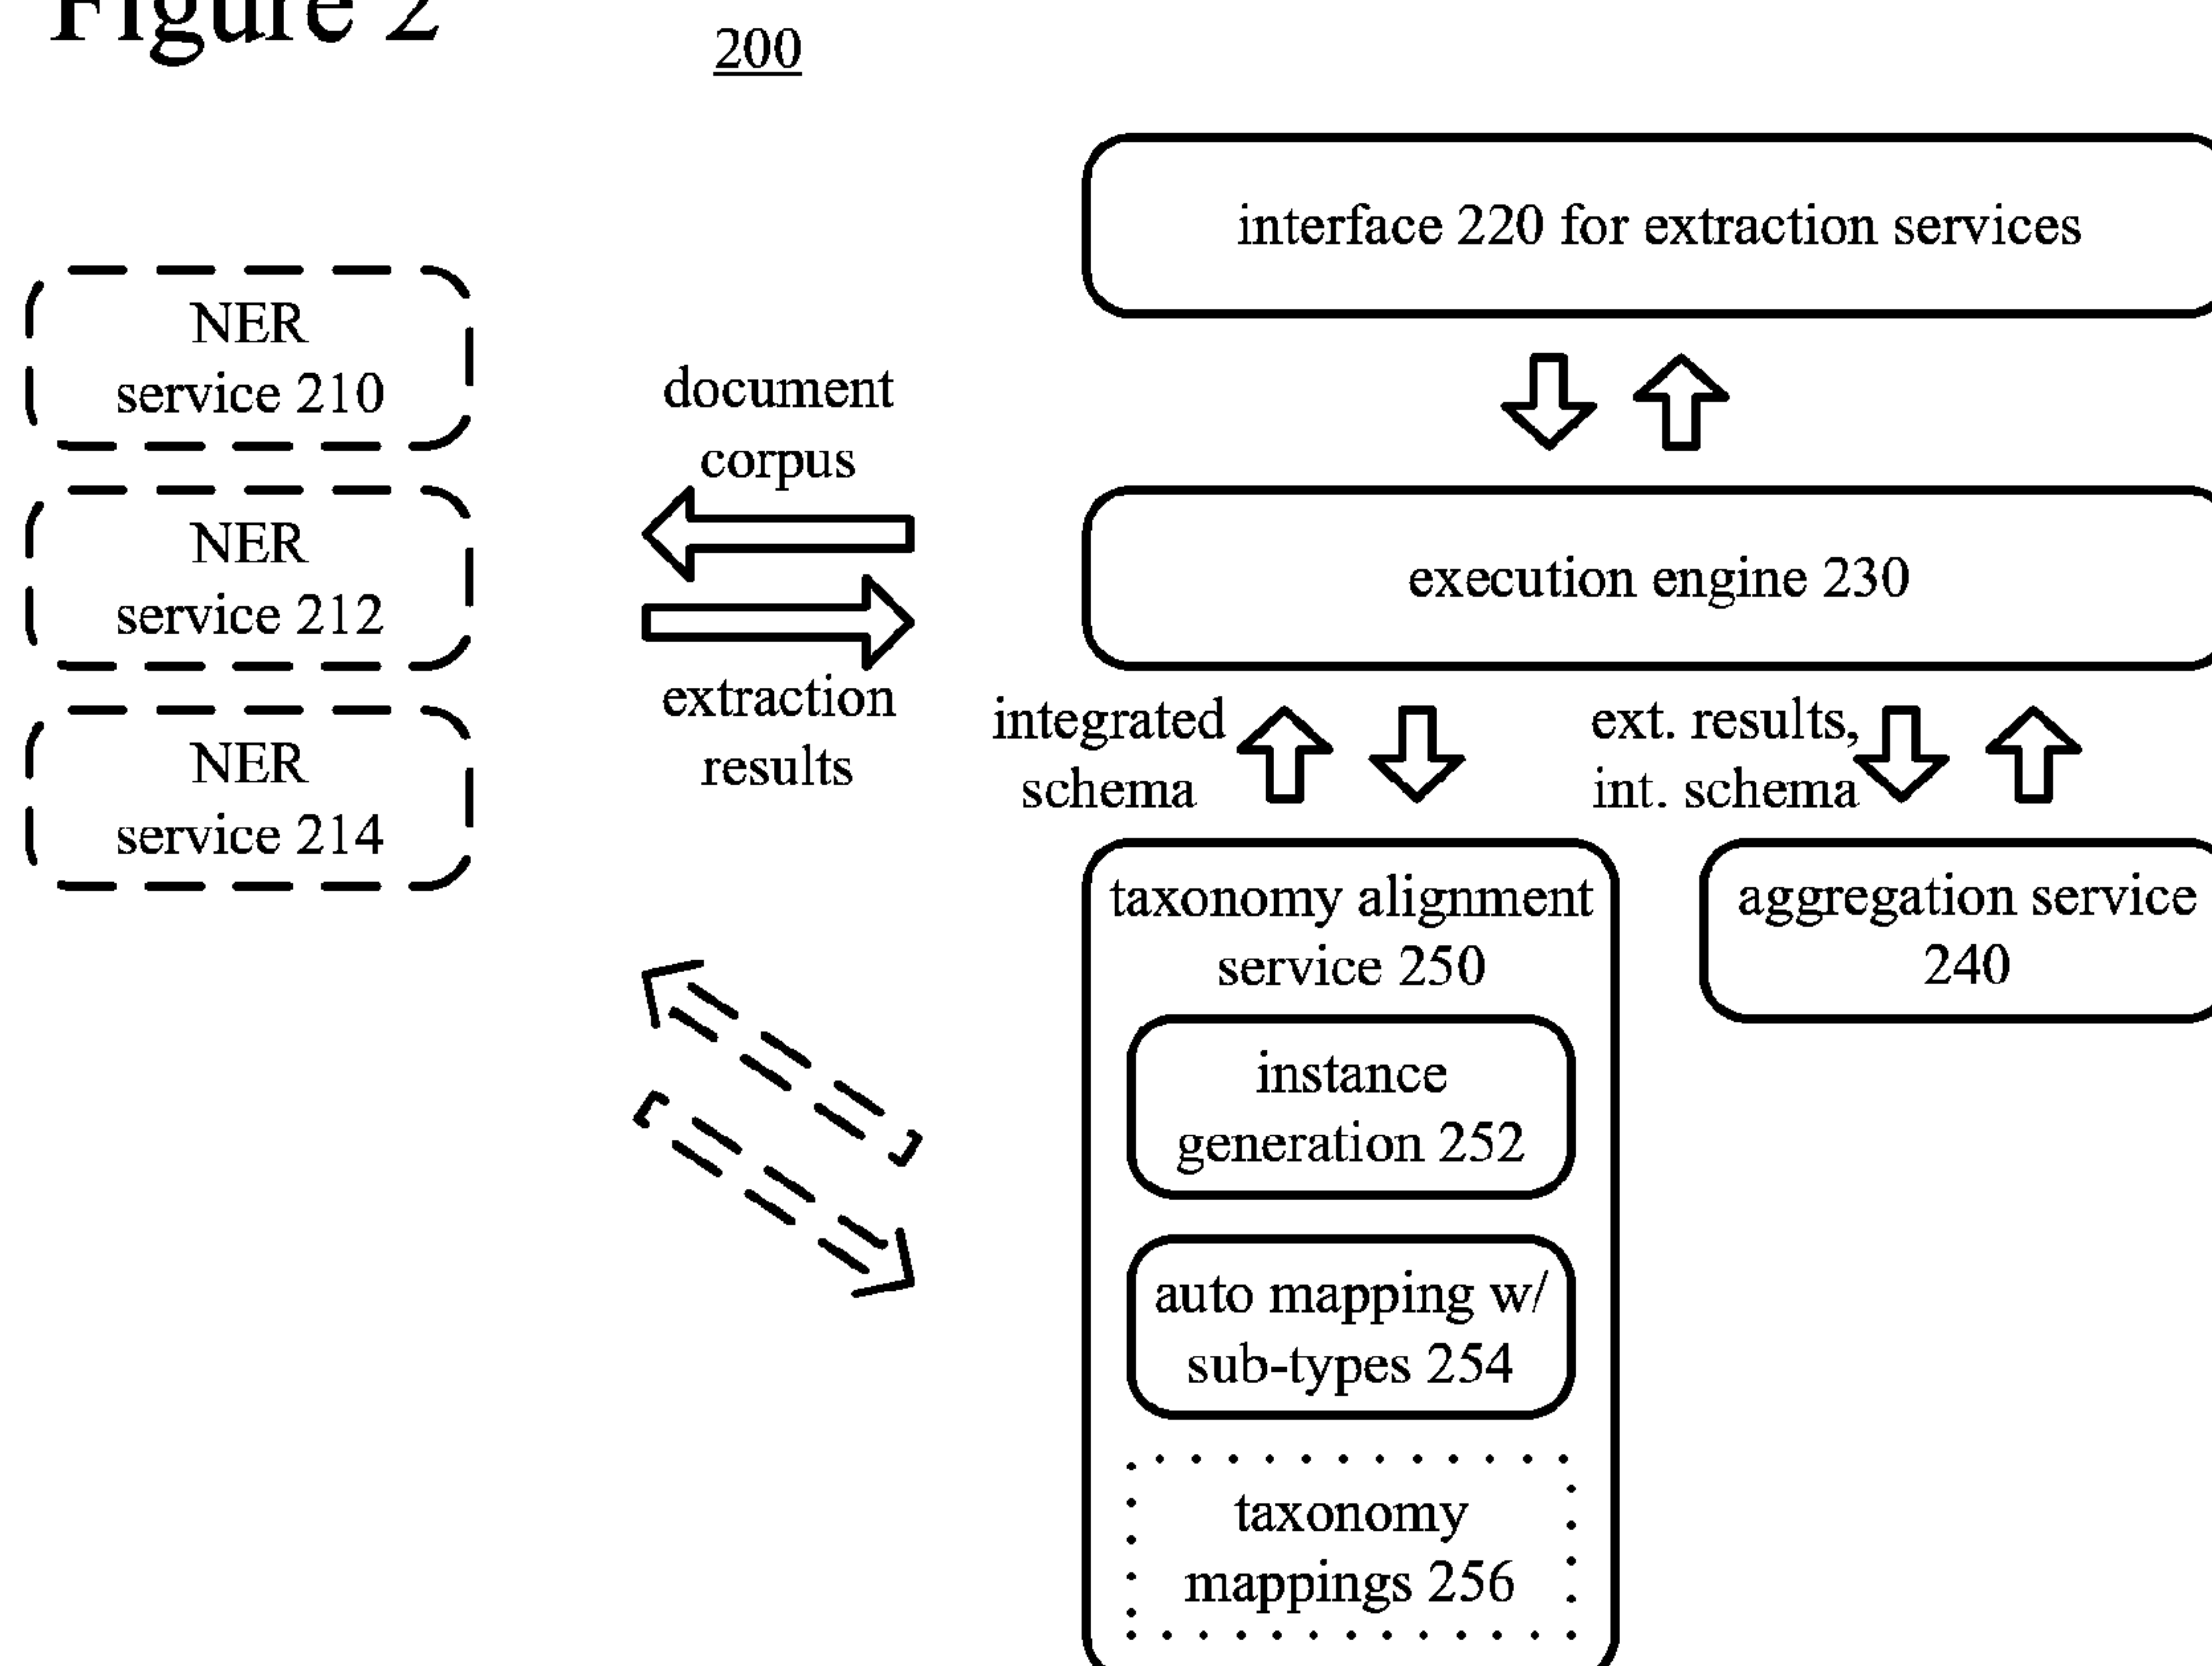 Figure 2
200
interface 220 for extraction services
NER
service 210
document
corpus
NER
service 212
execution engine 230
extraction
results
integrated
schema
ext. results,
int. schema
NER
service 214
taxonomy alignment
service 250
aggregation service
240
instance
generation 252
auto mapping w/
sub-types 254
taxonomy
mappings 256